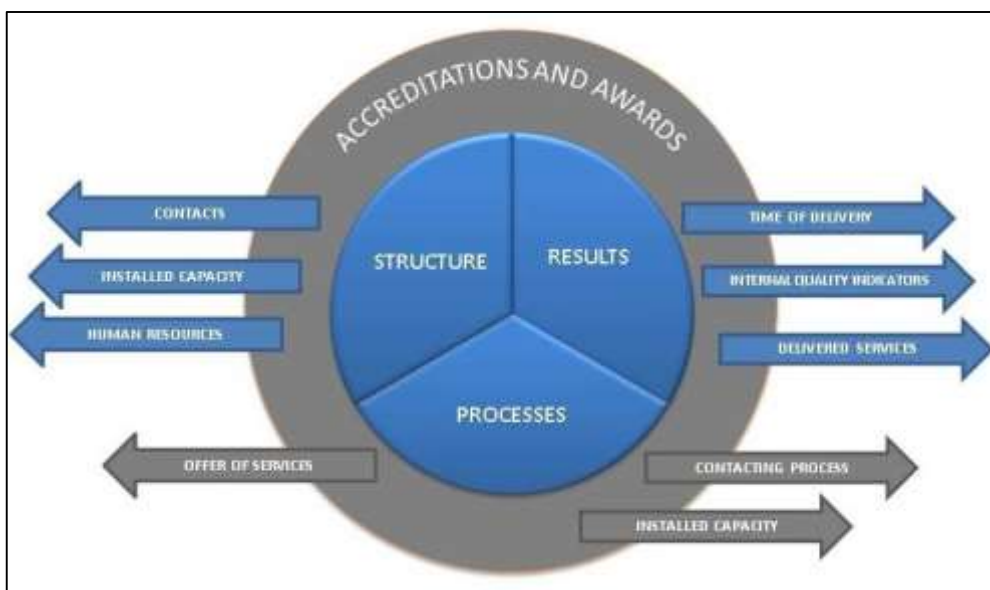 ACCREDITATIONS AND AWARDS
CONTACTS
INSTALLED CAPACITY
HUMAN RESOURCES
STRUCTURE
RESULTS
PROCESSES
TIME OF DELIVERY
INTERNAL QUALITY INDICATORS
DELIVERED SERVICES
OFFER OF SERVICES
CONTACTING PROCESS
INSTALLED CAPACITY